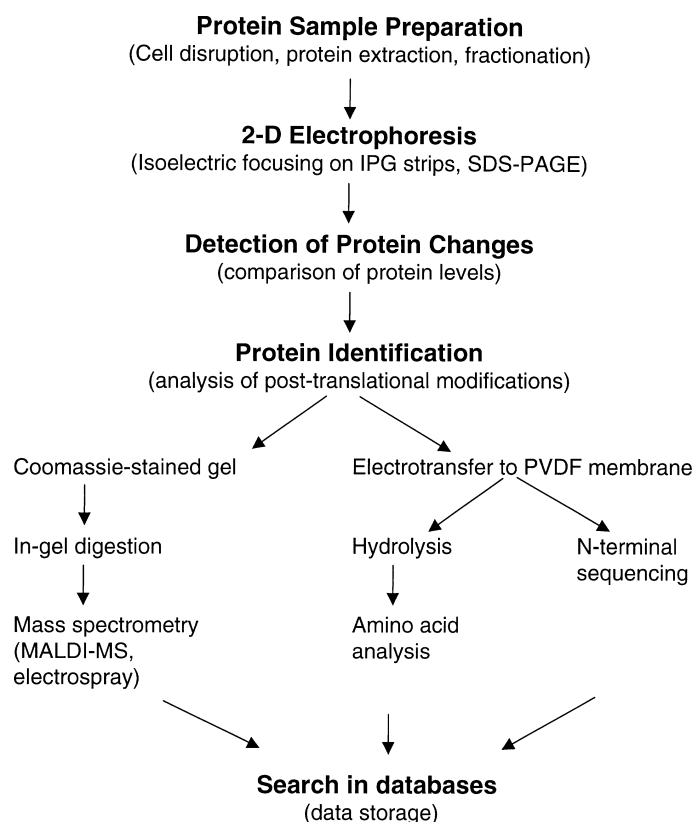 Protein Sample Preparation
(Cell disruption, protein extraction, fractionation)
2-D Electrophoresis
(Isoelectric focusing on IPG strips, SDS-PAGE)
Detection of Protein Changes
(comparison of protein levels)
Protein Identification
(analysis of post-translational modifications)
Coomassie-stained gel
Electrotransfer to PVDF membrane
In-gel digestion
Hydrolysis
N-terminal
sequencing
Mass spectrometry
(MALDI-MS,
electrospray)
Amino acid
analysis
Search in databases
(data storage)